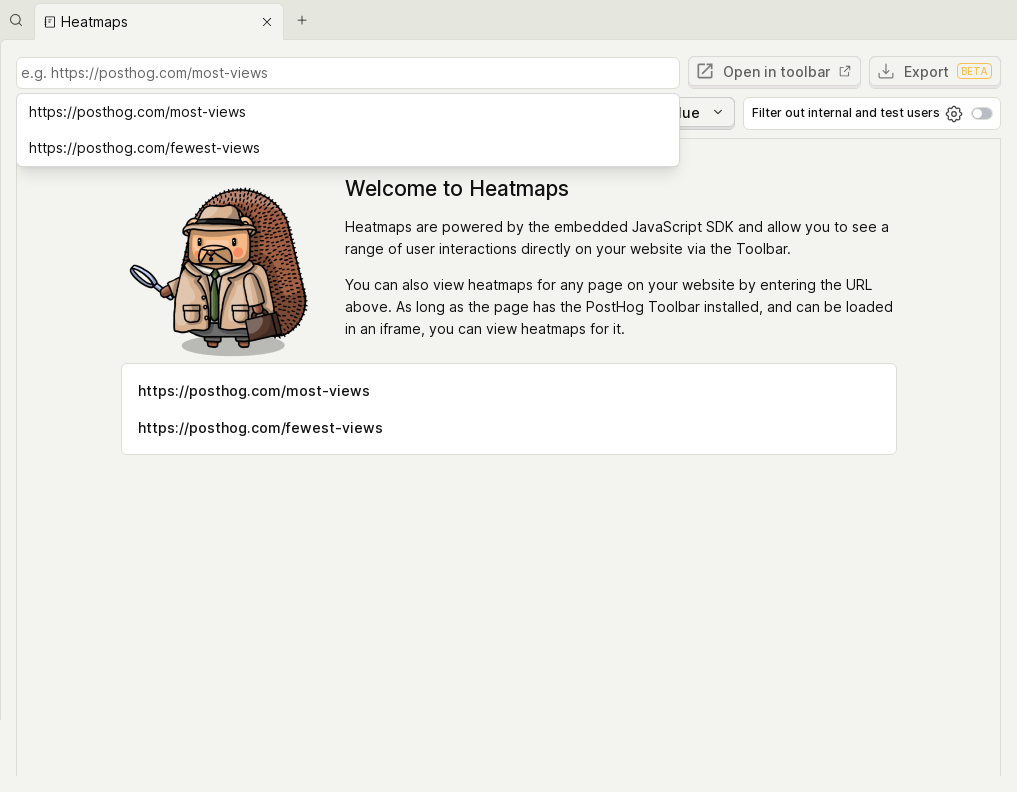 Heatmaps
e.g. https://posthog.com/most-views
Open in toolbar
Export BETA
https://posthog.com/most-views
https://posthog.com/fewest-views
lue
Filter out internal and test users
Welcome to Heatmaps
Heatmaps are powered by the embedded JavaScript SDK and allow you to see a
range of user interactions directly on your website via the Toolbar.
You can also view heatmaps for any page on your website by entering the URL
above. As long as the page has the PostHog Toolbar installed, and can be loaded
in an iframe, you can view heatmaps for it.
https://posthog.com/most-views
https://posthog.com/fewest-views